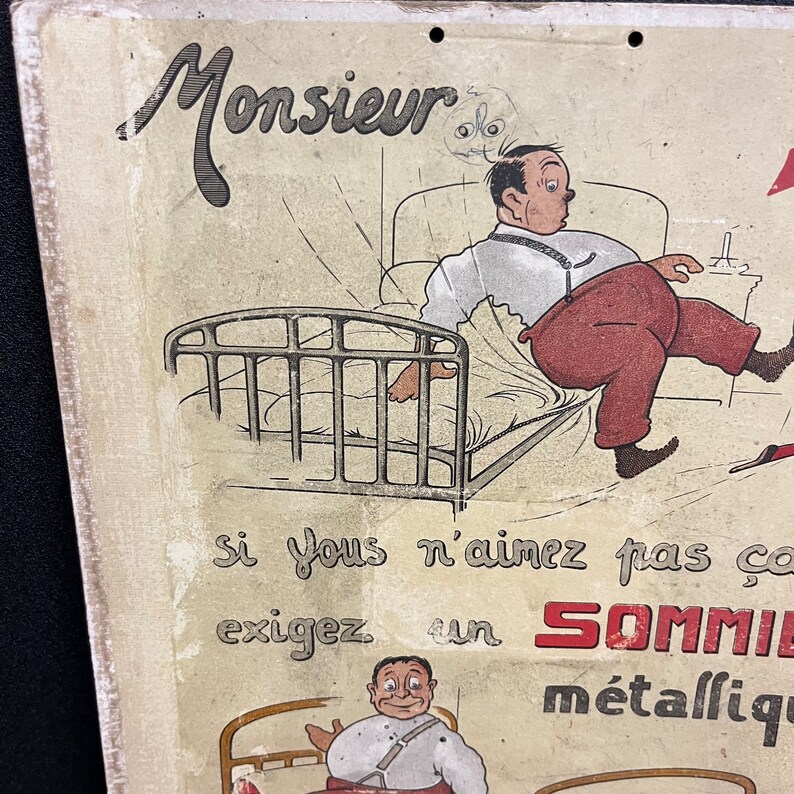 Monsieur
si vous n'aimez pas ça
exigez un SOMMIE
métalliqu